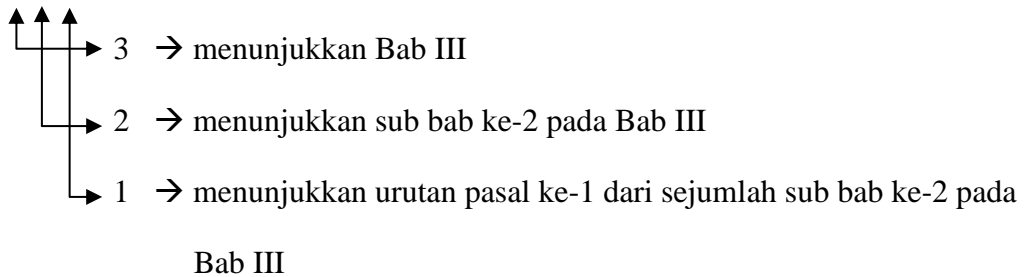 3 → menunjukkan Bab III
2 → menunjukkan sub bab ke-2 pada Bab III
1 → menunjukkan urutan pasal ke-1 dari sejumlah sub bab ke-2 pada
Bab III